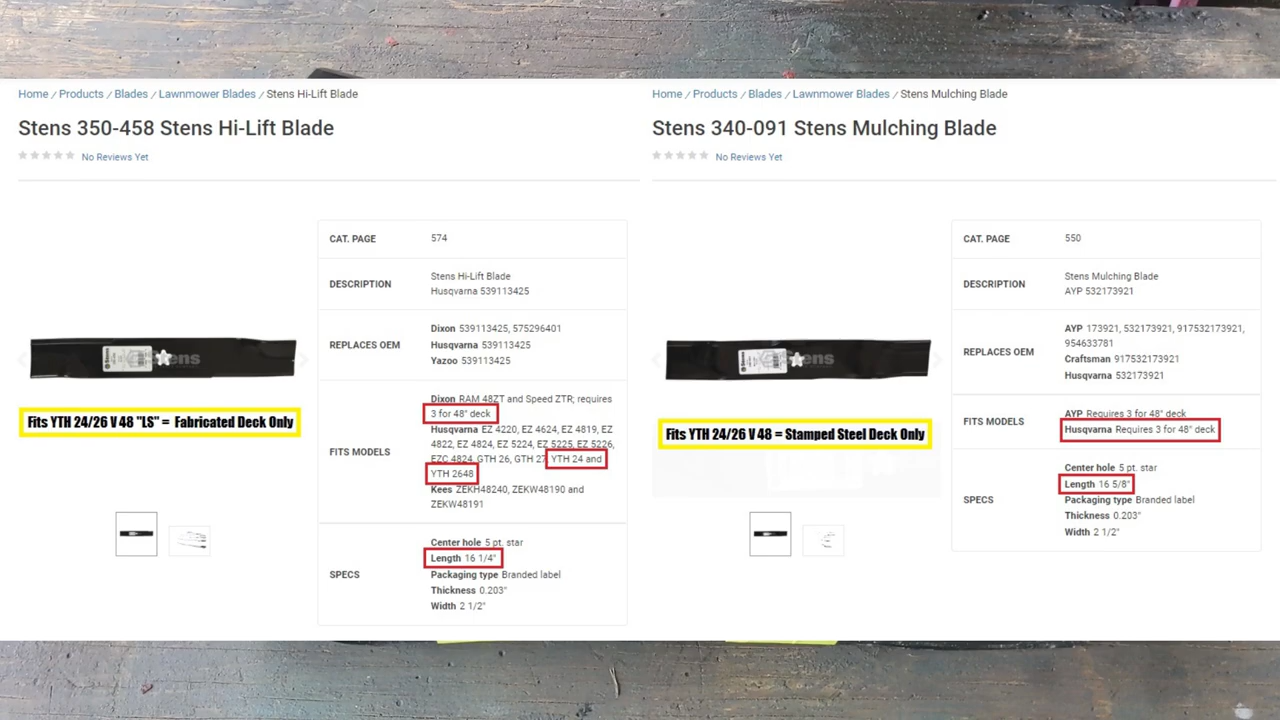 Home / Products / Blades / Lawnmower Blades / Stens Hi-Lift Blade
Stens 350-458 Stens Hi-Lift Blade
No Reviews Yet
CAT. PAGE 574
DESCRIPTION Stens Hi-Lift Blade
Husqvarna 539113425
REPLACES OEM Dixon 539113425, 575296401
Husqvarna 539113425
Yazoo 539113425
Fits YTH 24/26 V 48 "LS" = Fabricated Deck Only
FITS MODELS Dixon RAM 48ZT and Speed ZTR; requires
3 for 48" deck
Husqvarna EZ 4220, EZ 4624, EZ 4819, EZ
4822, EZ 4824, EZ 5224, EZ 5225, EZ 5226,
EZC 4824, GTH 26, GTH 27, YTH 24 and
YTH 2648
Kees ZEKH48240, ZEKW48190 and
ZEKW48191
SPECS Center hole 5 pt. star
Length 16 1/4"
Packaging type Branded label
Thickness 0.203"
Width 2 1/2"
Home / Products / Blades / Lawnmower Blades / Stens Mulching Blade
Stens 340-091 Stens Mulching Blade
No Reviews Yet
CAT. PAGE 550
DESCRIPTION Stens Mulching Blade
AYP 532173921
REPLACES OEM AYP 173921, 532173921, 917532173921,
954633781
Craftsman 917532173921
Husqvarna 532173921
Fits YTH 24/26 V 48 = Stamped Steel Deck Only
FITS MODELS AYP Requires 3 for 48" deck
Husqvarna Requires 3 for 48" deck
SPECS Center hole 5 pt. star
Length 16 5/8"
Packaging type Branded label
Thickness 0.203"
Width 2 1/2"